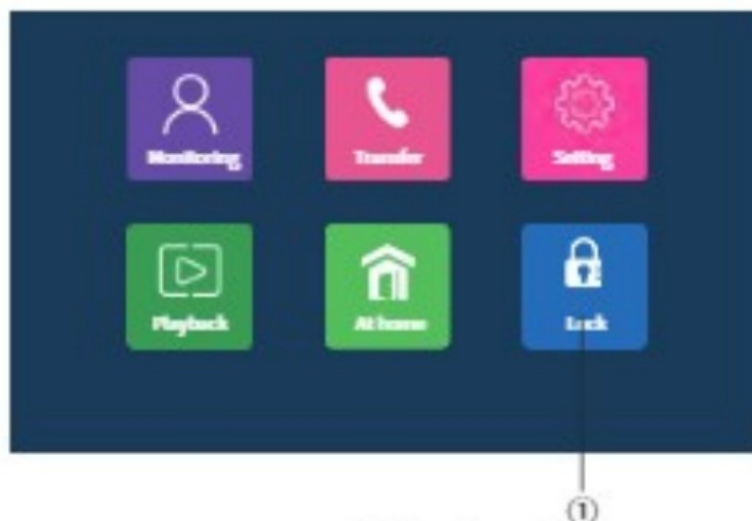 Monitoring
Transfer
Setting
Playback
At home
Lock
①